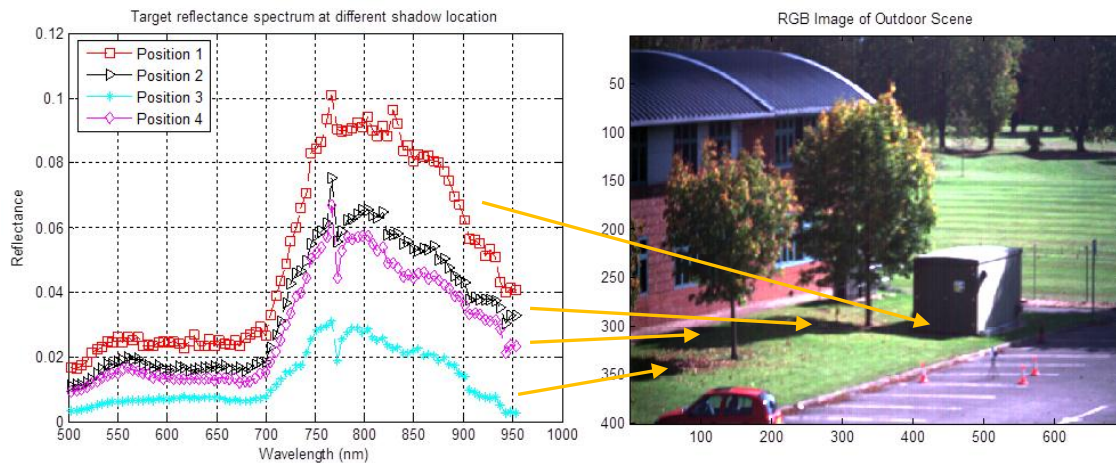 Target reflectance spectrum at different shadow location
0.12
0.1
0.08
0.06
0.04
0.02
0
Reflectance
Position 1
Position 2
Position 3
Position 4
500 550 600 650 700 750 800 850 900 950 1000
Wavelength (nm)
RGB Image of Outdoor Scene
50
100
150
200
250
300
350
400
100 200 300 400 500 600